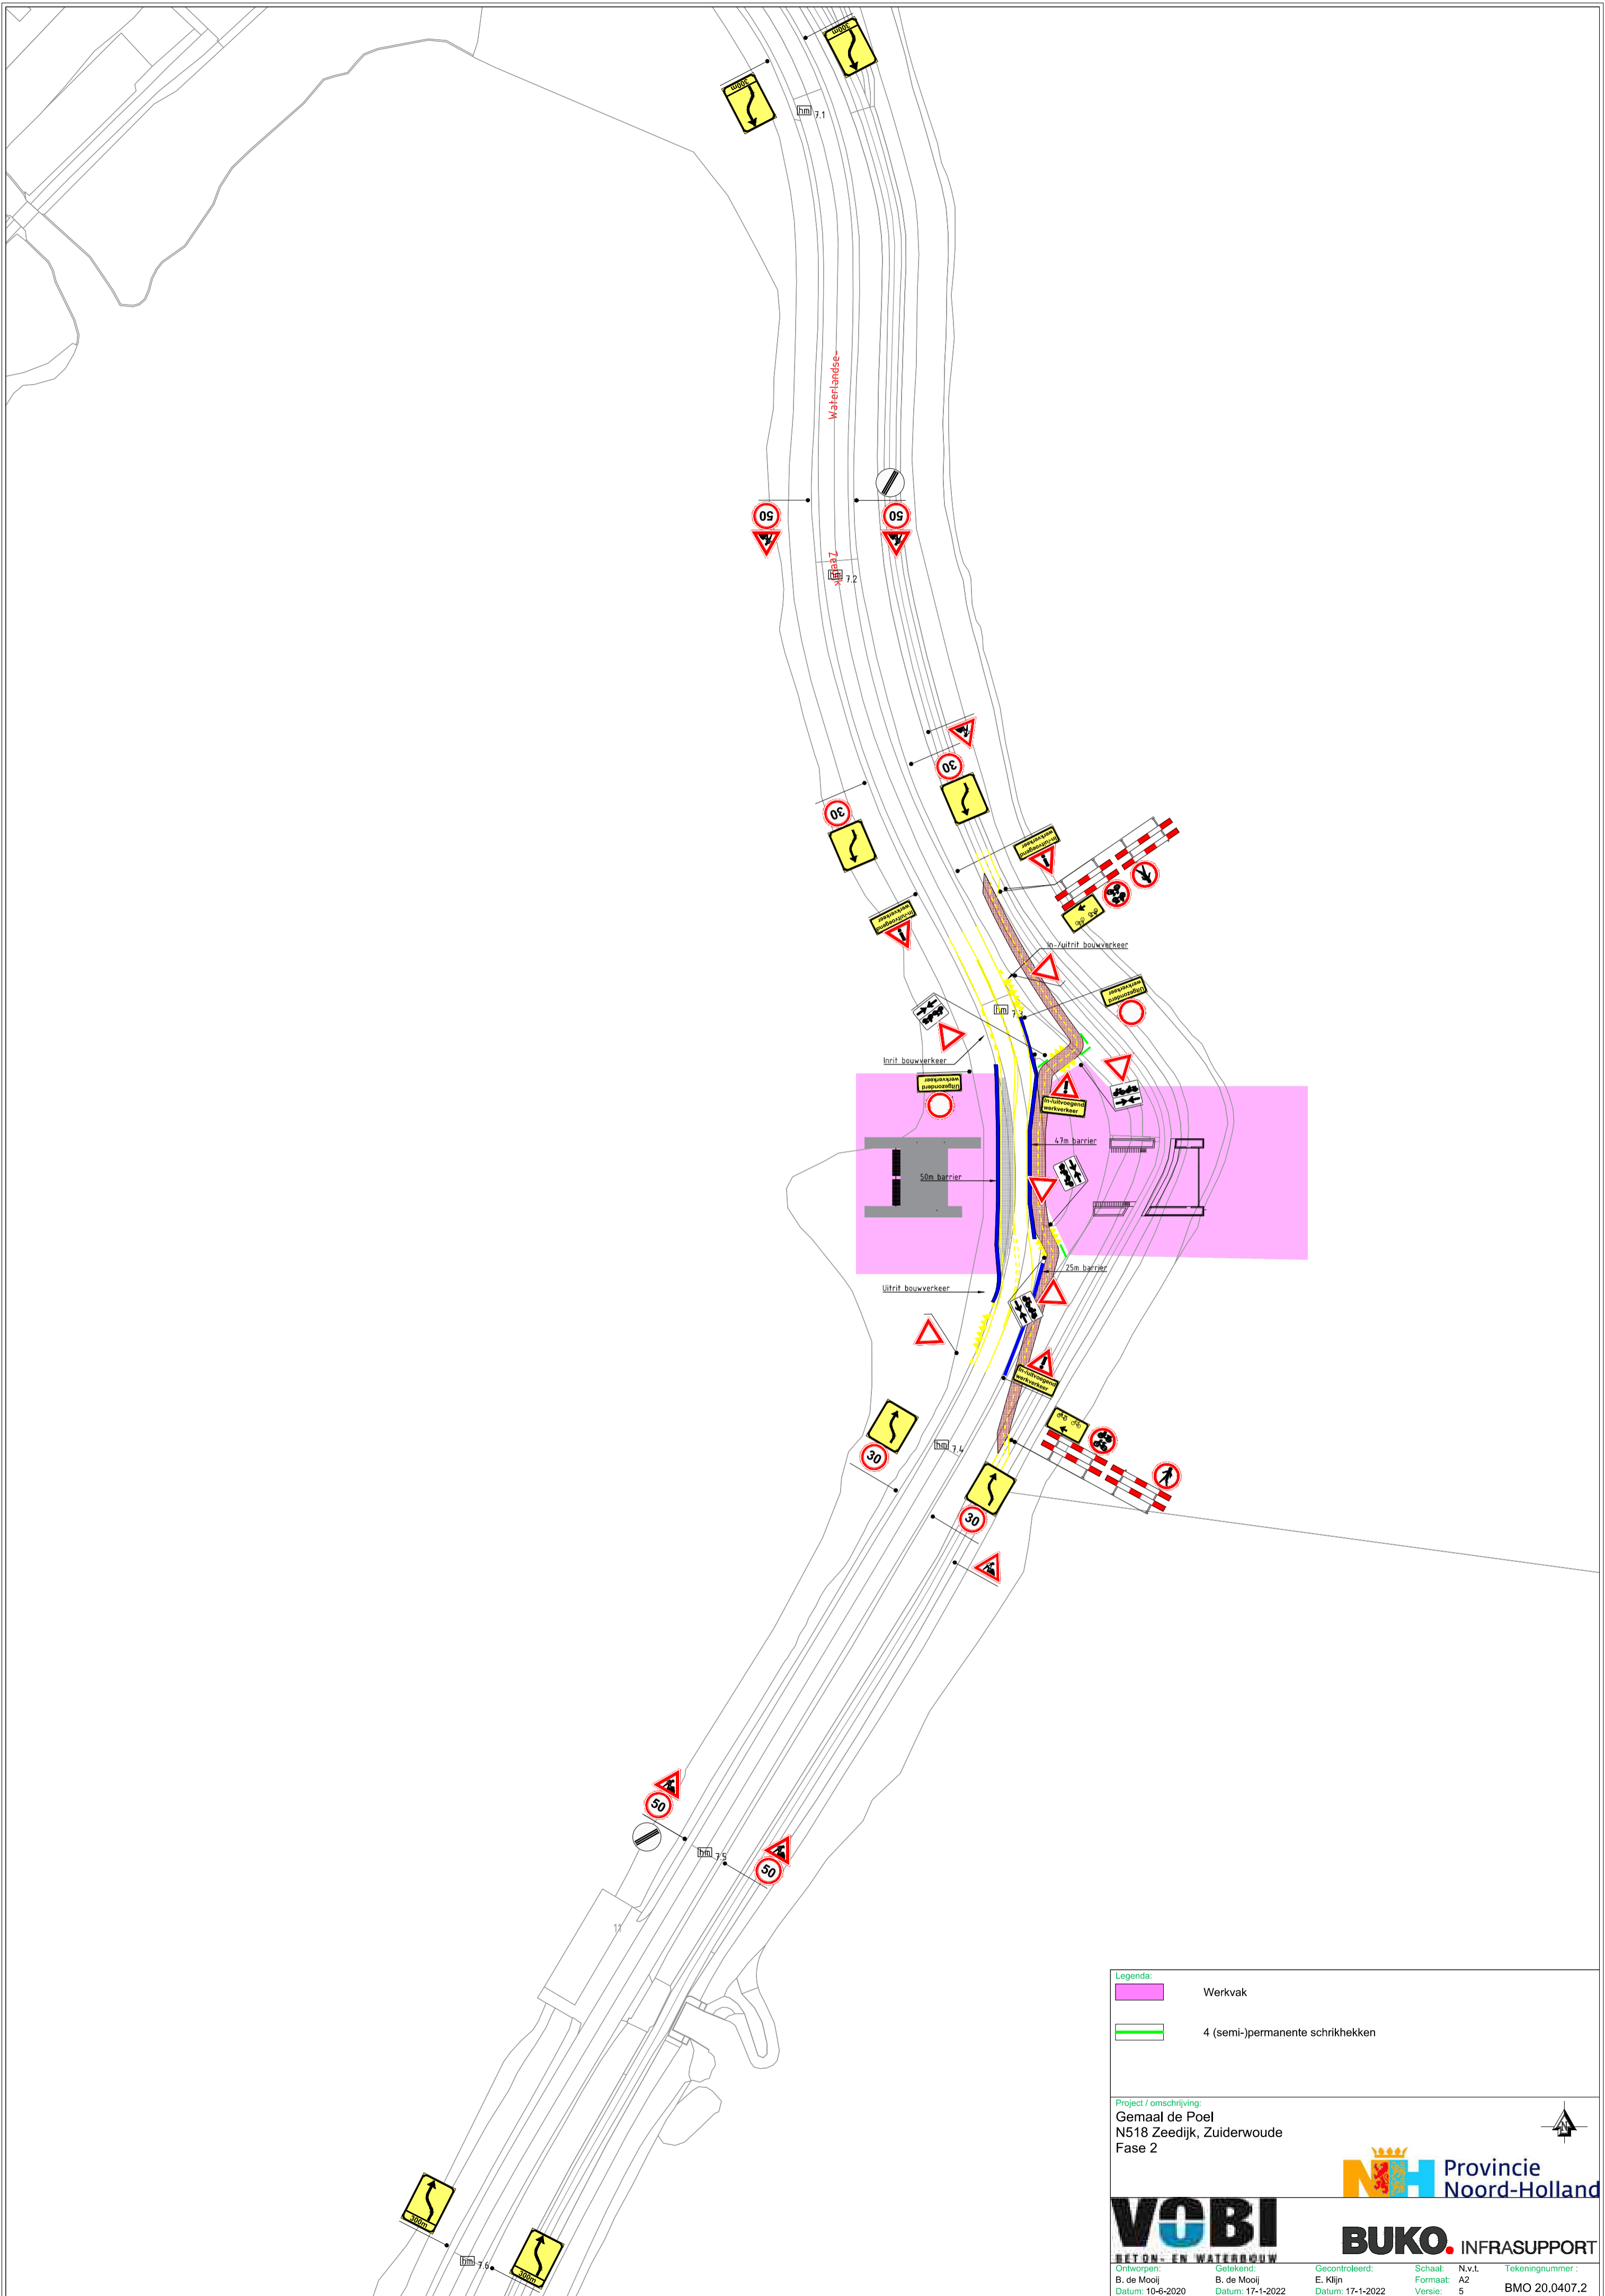 300m
300m
hm 7.1
Waterlandse-
50
50
Zeedijk
hm 7.2
30
30
In-/uitvoegend
werkverkeer
In-/uitvoegend
werkverkeer
In-/uitrit bouwverkeer
Uitgezonderd
werkverkeer
hm 7.3
Inrit bouwverkeer
Uitgezonderd
werkverkeer
In-/uitvoegend
werkverkeer
47m barrier
50m barrier
25m barrier
Uitrit bouwverkeer
In-/uitvoegend
werkverkeer
hm 7.4
30
30
50
hm 7.5
50
11
300m
hm 7.6
300m
Legenda:
Werkvak
4 (semi-)permanente schrikhekken
Project / omschrijving:
Gemaal de Poel
N518 Zeedijk, Zuiderwoude
Fase 2
N
NH Provincie
Noord-Holland
VOBI
BETON- EN WATERBOUW
BUKO. INFRASUPPORT
Ontworpen: Getekend: Gecontroleerd: Schaal: N.v.t. Tekeningnummer :
B. de Mooij B. de Mooij E. Klijn Formaat: A2
Datum: 10-6-2020 Datum: 17-1-2022 Datum: 17-1-2022 Versie: 5 BMO 20.0407.2